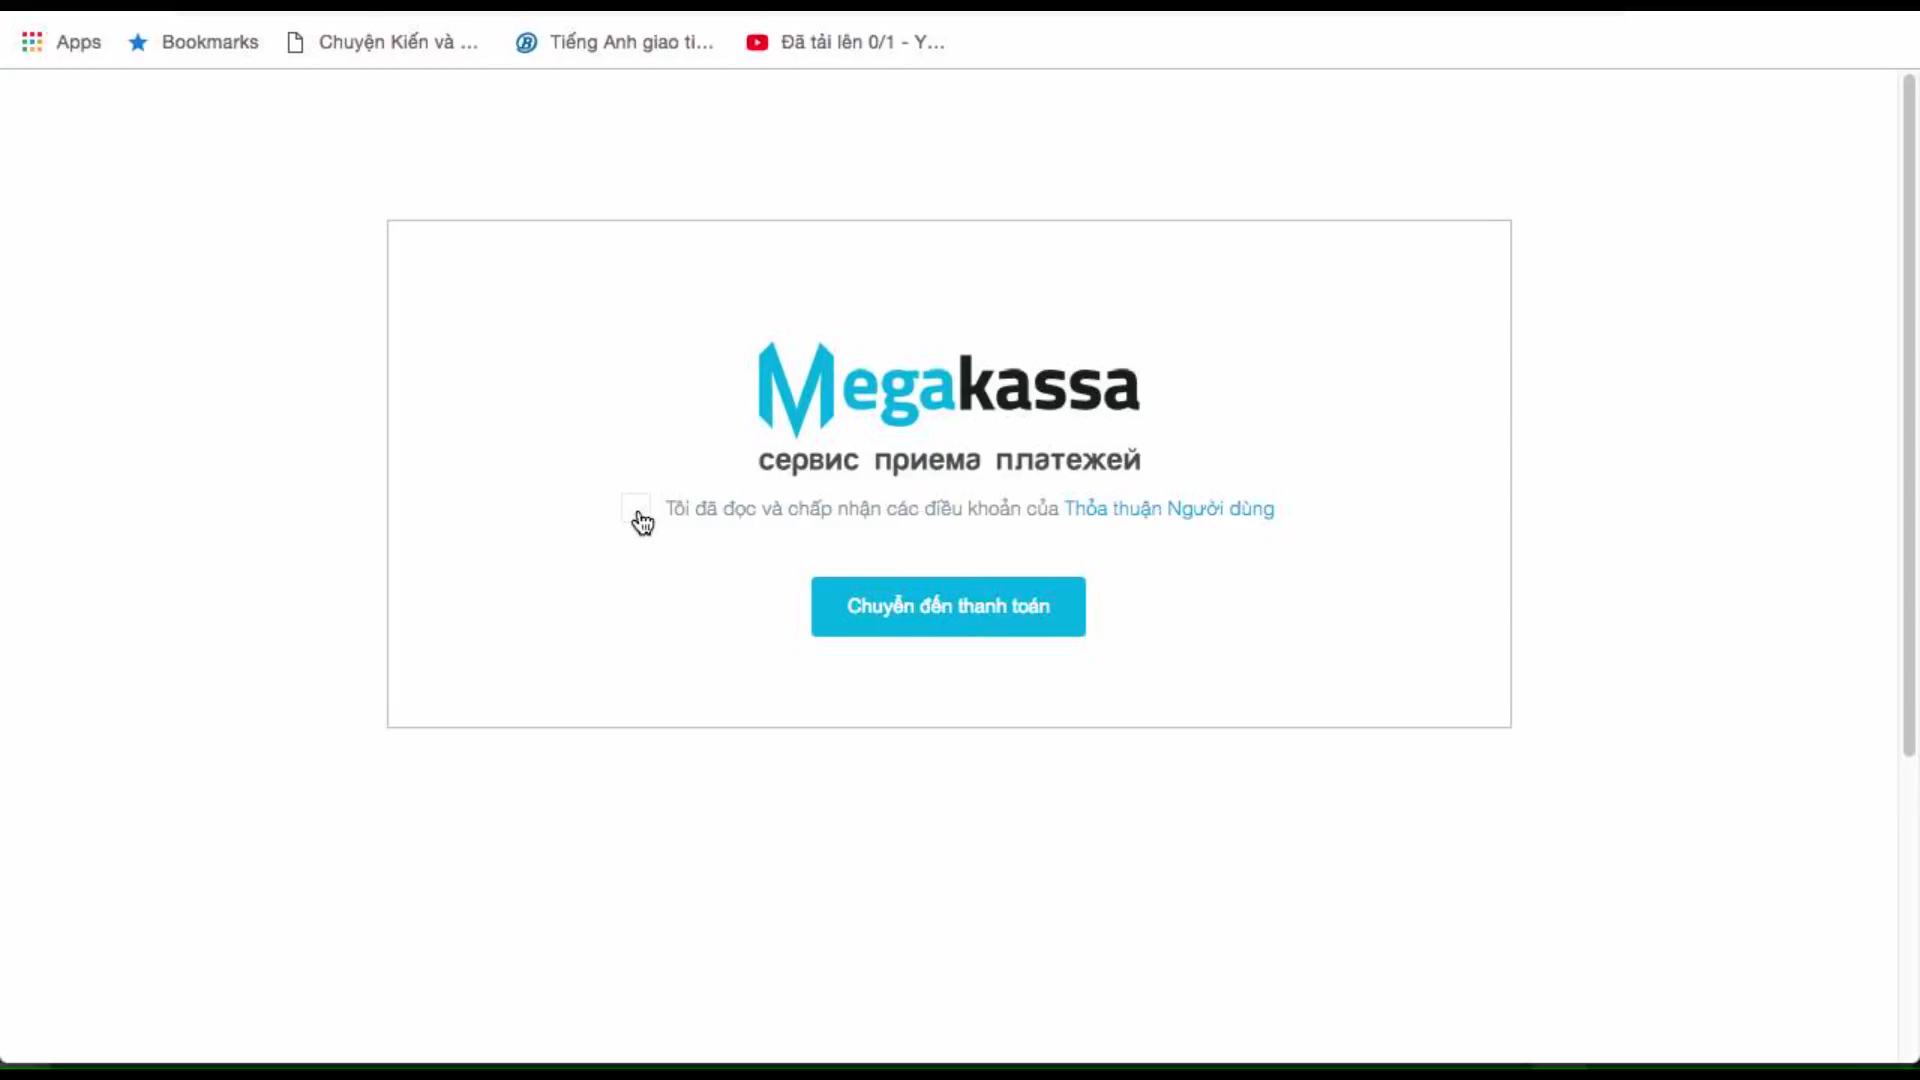 Apps Bookmarks Chuyện Kiến và ... Tiếng Anh giao ti... Đã tải lên 0/1 - Y...
Megakassa
сервис приема платежей
Tôi đã đọc và chấp nhận các điều khoản của Thỏa thuận Người dùng
Chuyển đến thanh toán